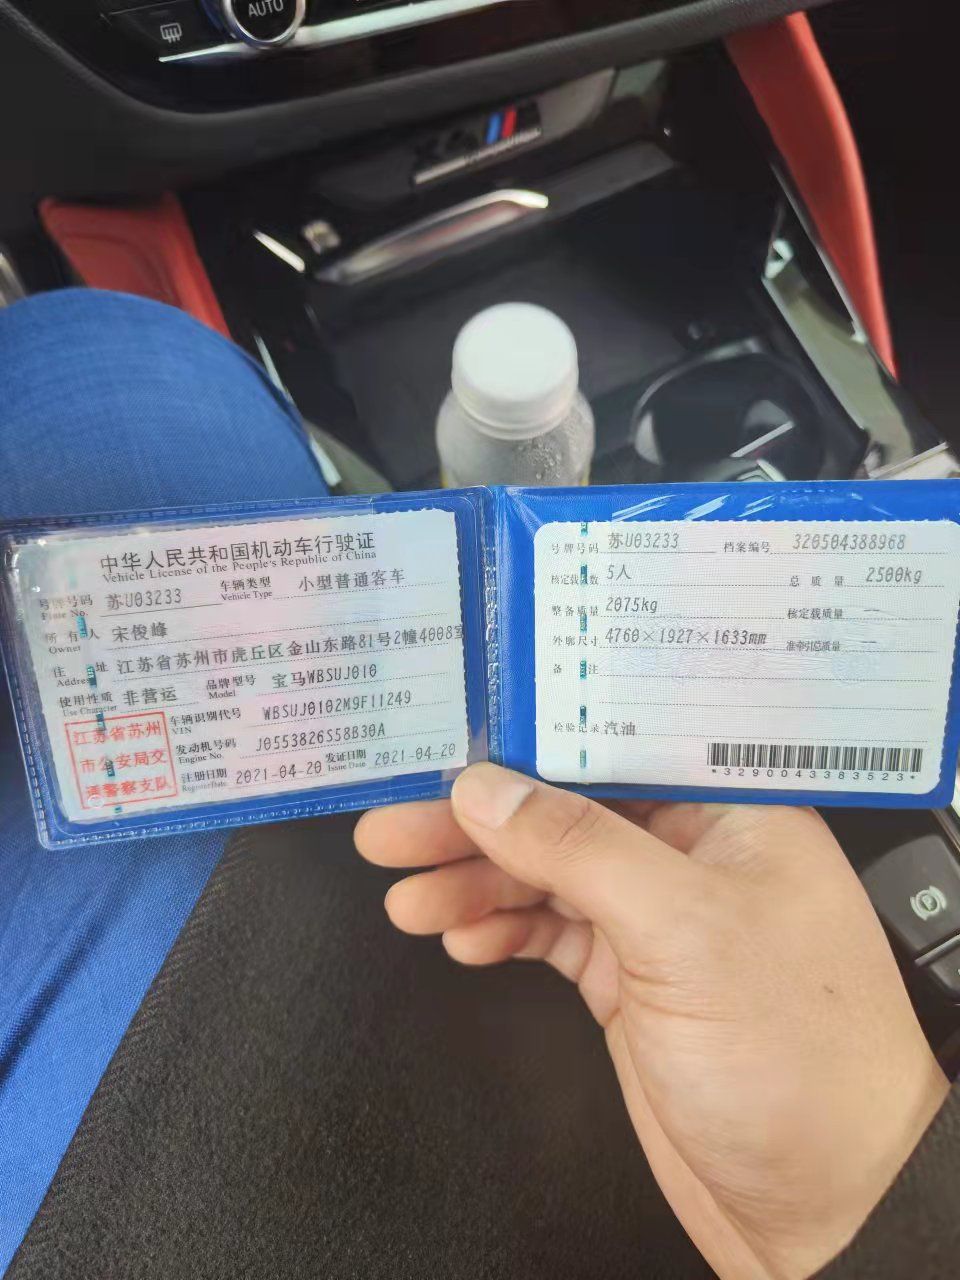 AUTO
中华人民共和国机动车行驶证
Vehicle License of the People's Republic of China
号牌号码 苏U03233 车辆类型 小型普通客车
Plate No. Vehicle Type
所有人 宋俊峰
Owner
住址 江苏省苏州市虎丘区金山东路81号2幢4008室
Address
使用性质 非营运 品牌型号 宝马WBSUJ010
Use Character Model
江苏省苏州
市公安局交
通警察支队
车辆识别代号 WBSUJ0102M9F11249
VIN
发动机号码 J0553826S58B30A
Engine No.
注册日期 2021-04-20 发证日期 2021-04-20
Register Date Issue Date
号牌号码 苏U03233 档案编号 320504388968
核定载人数 5人 总质量 2500kg
整备质量 2075kg 核定载质量 --
外廓尺寸 4760×1927×1633mm 准牵引总质量 --
备注
检验记录 汽油
*3290043383523*
P